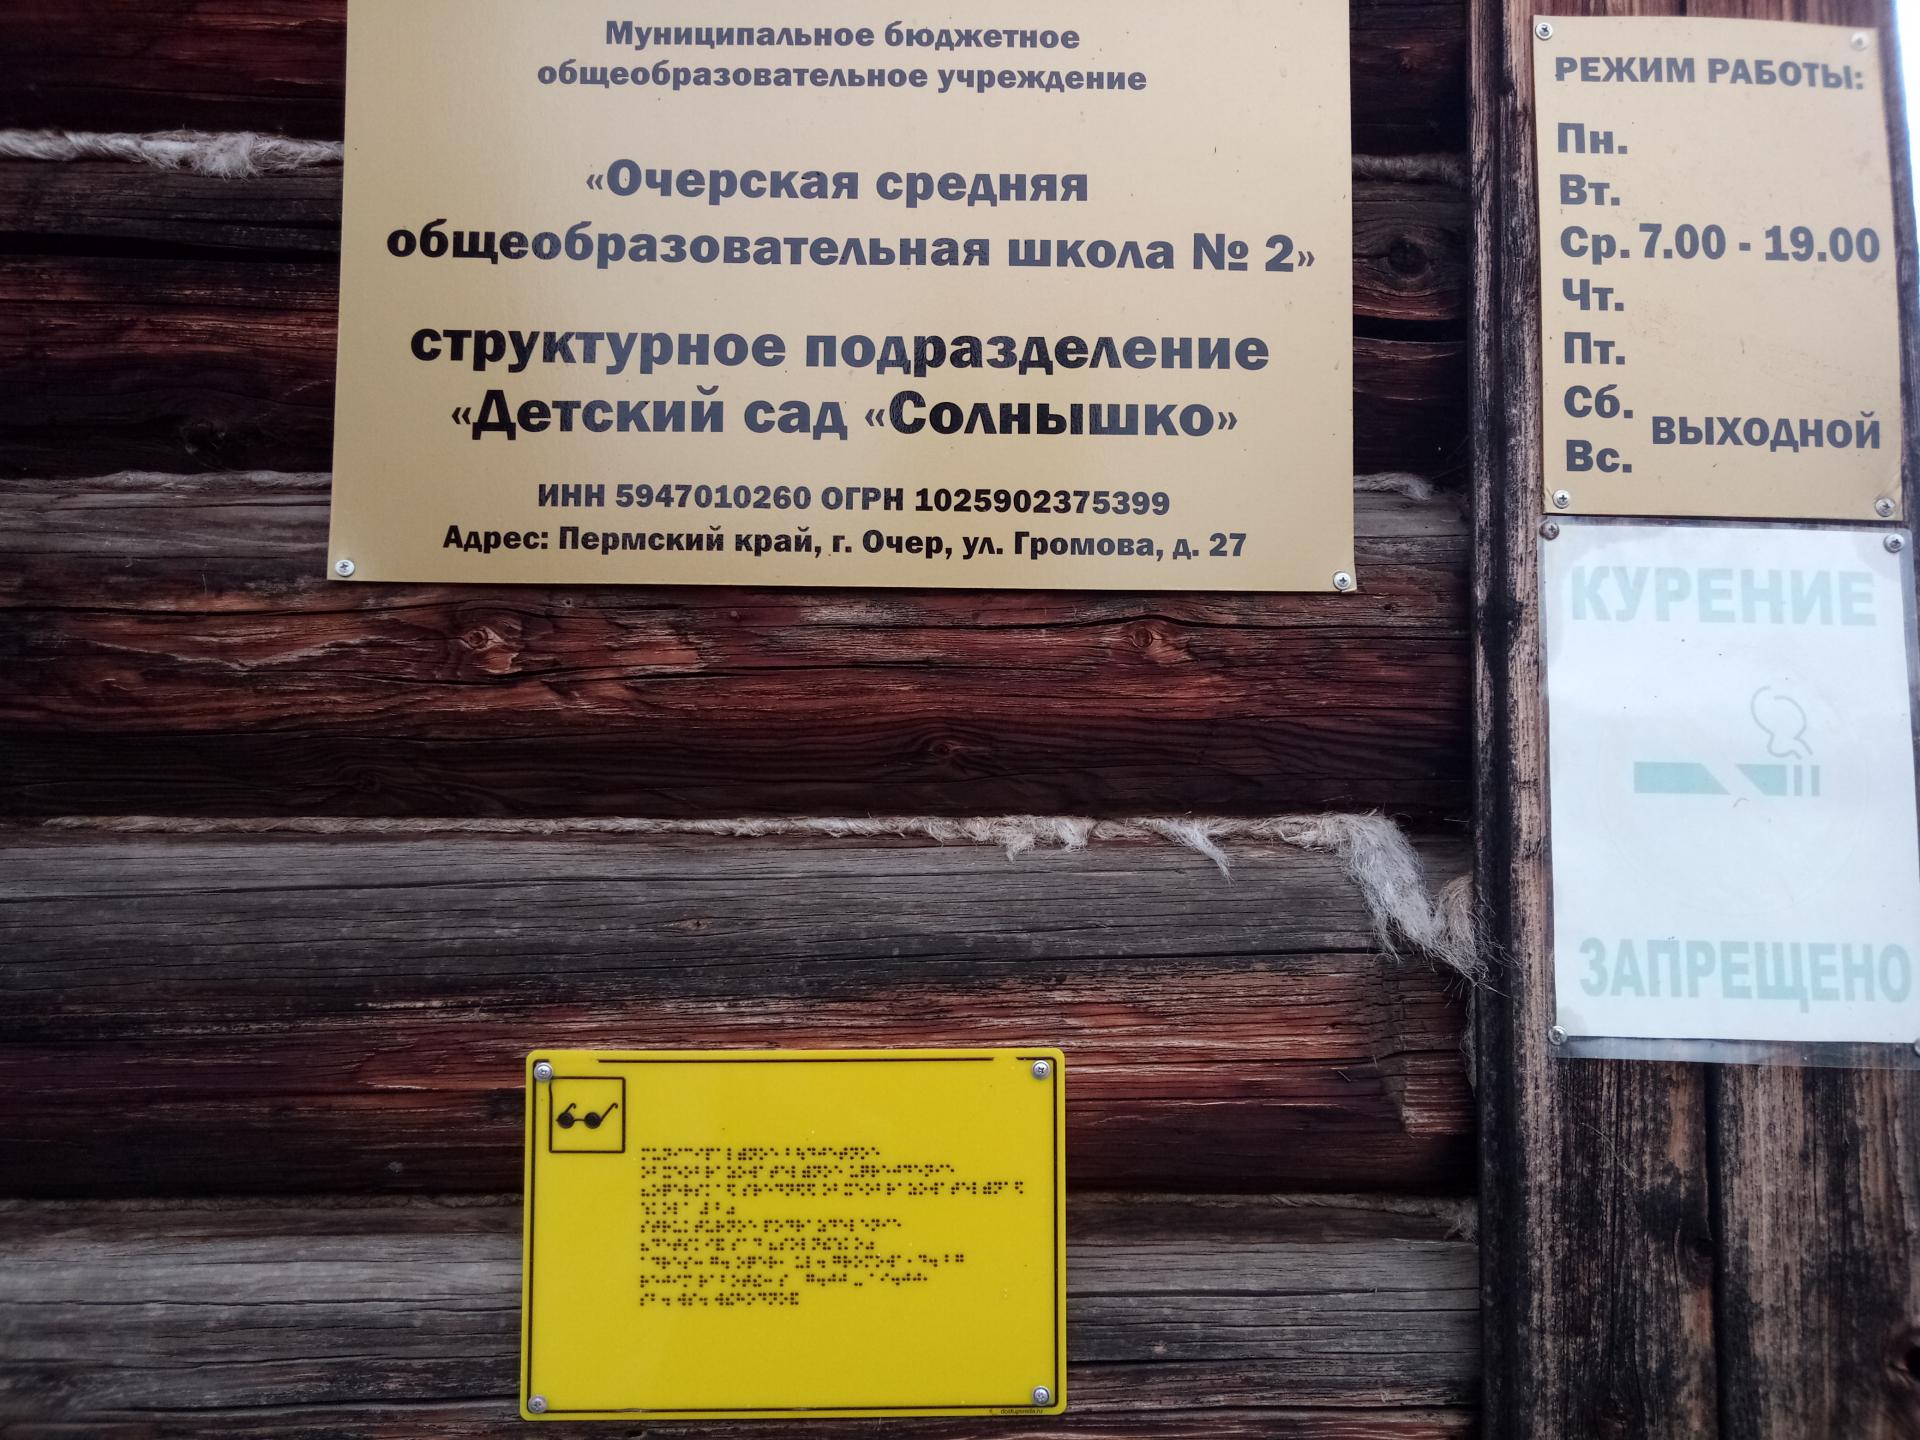 Муниципальное бюджетное
общеобразовательное учреждение
«Очерская средняя
общеобразовательная школа № 2»
структурное подразделение
«Детский сад «Солнышко»
ИНН 5947010260 ОГРН 1025902375399
Адрес: Пермский край, г. Очер, ул. Громова, д. 27
РЕЖИМ РАБОТЫ:
Пн.
Вт.
Ср. 7.00 - 19.00
Чт.
Пт.
Сб.
ВЫХОДНОЙ
Вс.
КУРЕНИЕ
ЗАПРЕЩЕНО